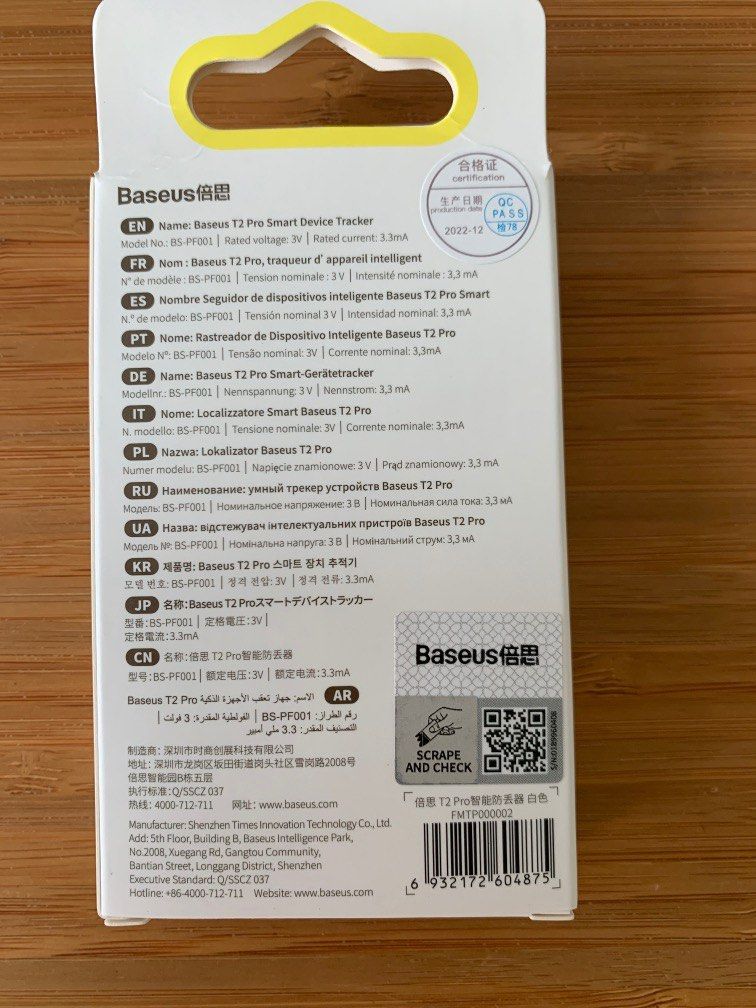 Baseus倍思
合格证
certification
生产日期
production date
QC
PASS
检78
2022-12
EN Name: Baseus T2 Pro Smart Device Tracker
Model No.: BS-PF001 | Rated voltage: 3V | Rated current: 3.3mA
FR Nom : Baseus T2 Pro, traqueur d' appareil intelligent
N° de modèle : BS-PF001 | Tension nominale : 3 V | Intensité nominale : 3,3 mA
ES Nombre Seguidor de dispositivos inteligente Baseus T2 Pro Smart
N.º de modelo: BS-PF001 | Tensión nominal 3 V | Intensidad nominal: 3,3 mA
PT Nome: Rastreador de Dispositivo Inteligente Baseus T2 Pro
Modelo Nº: BS-PF001 | Tensão nominal: 3V | Corrente nominal: 3,3mA
DE Name: Baseus T2 Pro Smart-Gerätetracker
Modellnr.: BS-PF001 | Nennspannung: 3 V | Nennstrom: 3,3 mA
IT Nome: Localizzatore Smart Baseus T2 Pro
N. modello: BS-PF001 | Tensione nominale: 3V | Corrente nominale: 3,3mA
PL Nazwa: Lokalizator Baseus T2 Pro
Numer modelu: BS-PF001 | Napięcie znamionowe: 3 V | Prąd znamionowy: 3,3 mA
RU Наименование: умный трекер устройств Baseus T2 Pro
Модель: BS-PF001 | Номинальное напряжение: 3 В | Номинальная сила тока: 3,3 мА
UA Назва: відстежувач інтелектуальних пристроїв Baseus T2 Pro
Модель №: BS-PF001 | Номінальна напруга: 3 В | Номінальний струм: 3,3 мА
KR 제품명: Baseus T2 Pro 스마트 장치 추적기
모델 번호: BS-PF001 | 정격 전압: 3V | 정격 전류: 3.3mA
JP 名称:Baseus T2 Proスマートデバイストラッカー
型番:BS-PF001 | 定格電圧:3V |
定格電流:3.3mA
CN 名称:倍思 T2 Pro智能防丢器
型号:BS-PF001 | 额定电压:3V | 额定电流:3.3mA
AR الاسم: جهاز تعقب الأجهزة الذكية Baseus T2 Pro
رقم الطراز: BS-PF001 | الفولطية المقدرة: 3 فولت |
التصنيف المقدر: 3.3 ملي أمبير
制造商:深圳市时商创展科技有限公司
地址:深圳市龙岗区坂田街道岗头社区雪岗路2008号
倍思智能园B栋五层
执行标准:Q/SSCZ 037
热线:4000-712-711 网址:www.baseus.com
Manufacturer: Shenzhen Times Innovation Technology Co., Ltd.
Add: 5th Floor, Building B, Baseus Intelligence Park,
No.2008, Xuegang Rd, Gangtou Community,
Bantian Street, Longgang District, Shenzhen
Executive Standard: Q/SSCZ 037
Hotline: +86-4000-712-711 Website: www.baseus.com
Baseus倍思
SCRAPE
AND CHECK
S/N:0189960406
倍思 T2 Pro智能防丢器 白色
FMTP000002
6 932172 604875